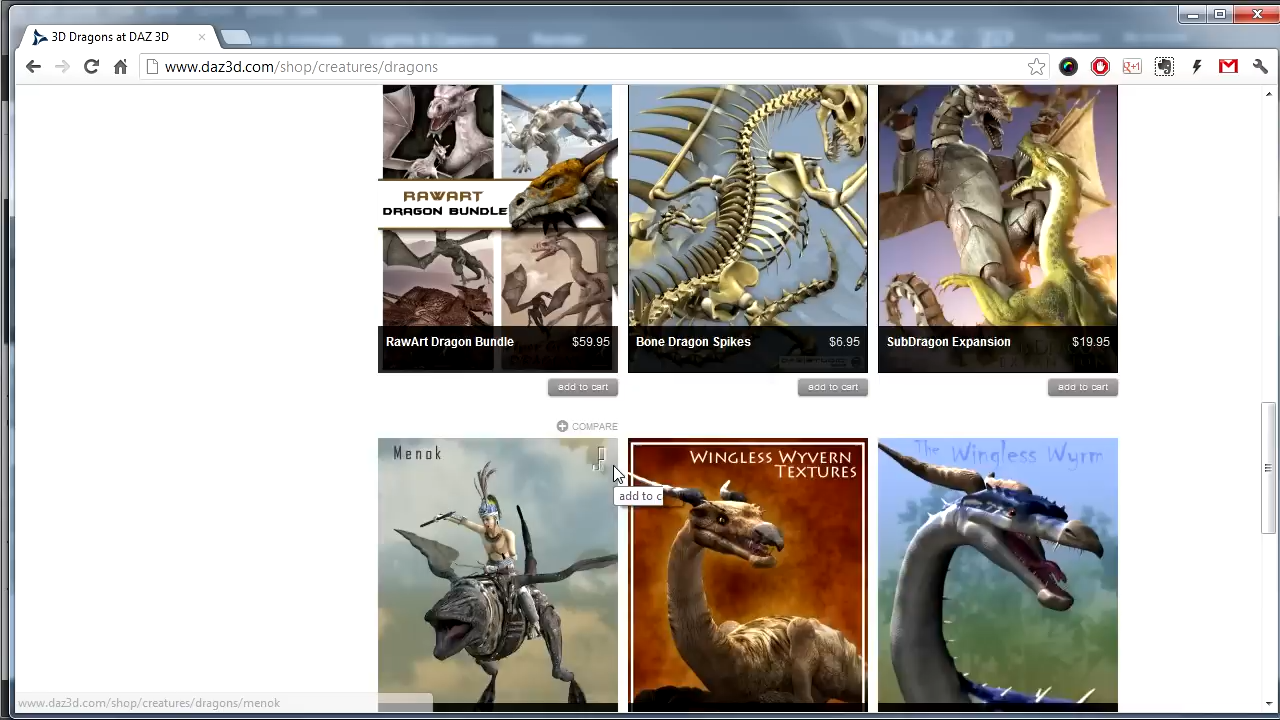 3D Dragons at DAZ 3D
www.daz3d.com/shop/creatures/dragons
RAWART
DRAGON BUNDLE
RawArt Dragon Bundle $59.95
Bone Dragon Spikes $6.95
SubDragon Expansion $19.95
add to cart
add to cart
add to cart
COMPARE
Menok
WINGLESS WYVERN
TEXTURES
The Wingless Wyrm
add to c
daz3d.com/shop/creatures/dragons/menok